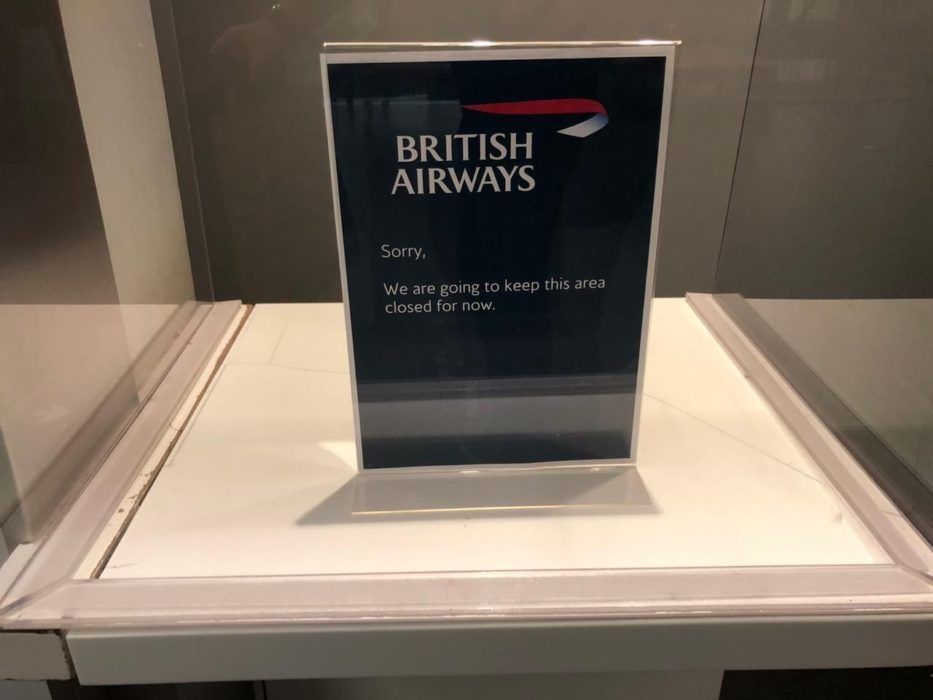 BRITISH
AIRWAYS
Sorry,
We are going to keep this area
closed for now.